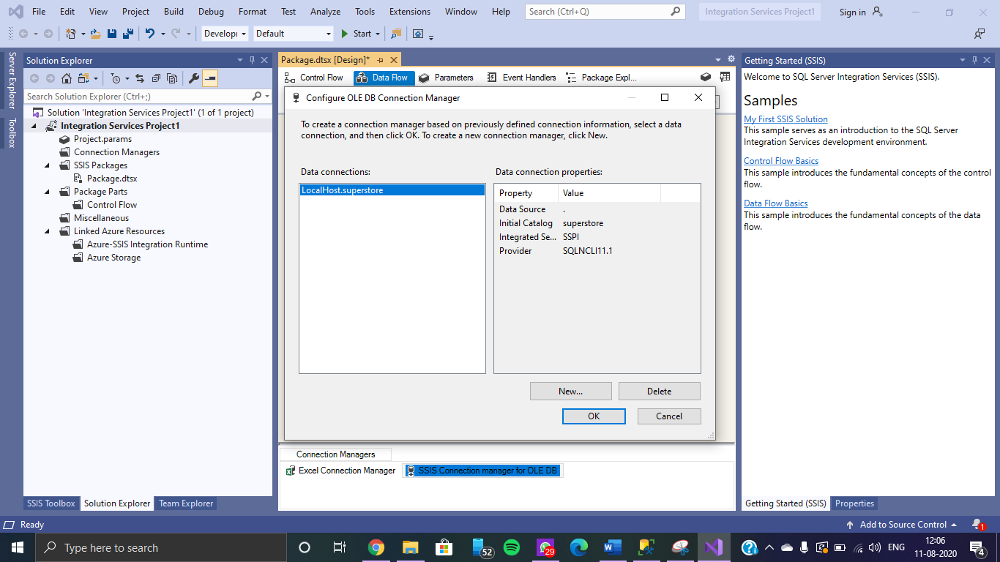 File Edit View Project Build Debug Format Test Analyze Tools Extensions Window Help Search (Ctrl+Q) Integration Services Project1 Sign in
Developı Default Start
Server Explorer
Toolbox
Solution Explorer
Search Solution Explorer (Ctrl+;)
Solution 'Integration Services Project1' (1 of 1 project)
Integration Services Project1
Project.params
Connection Managers
SSIS Packages
Package.dtsx
Package Parts
Control Flow
Miscellaneous
Linked Azure Resources
Azure-SSIS Integration Runtime
Azure Storage
SSIS Toolbox Solution Explorer Team Explorer
Package.dtsx [Design]*
Control Flow Data Flow Parameters Event Handlers Package Expl...
Configure OLE DB Connection Manager
To create a connection manager based on previously defined connection information, select a data
connection, and then click OK. To create a new connection manager, click New.
Data connections:
LocalHost.superstore
Data connection properties:
Property Value
Data Source .
Initial Catalog superstore
Integrated Se... SSPI
Provider SQLNCLI11.1
New... Delete
OK Cancel
Connection Managers
Excel Connection Manager SSIS Connection manager for OLE DB
Getting Started (SSIS)
Welcome to SQL Server Integration Services (SSIS).
Samples
My First SSIS Solution
This sample serves as an introduction to the SQL Server
Integration Services development environment.
Control Flow Basics
This sample introduces the fundamental concepts of the control
flow.
Data Flow Basics
This sample introduces the fundamental concepts of the data
flow.
Getting Started (SSIS) Properties
Ready Add to Source Control 1
Type here to search 52 29 ENG 12:06
11-08-2020 4